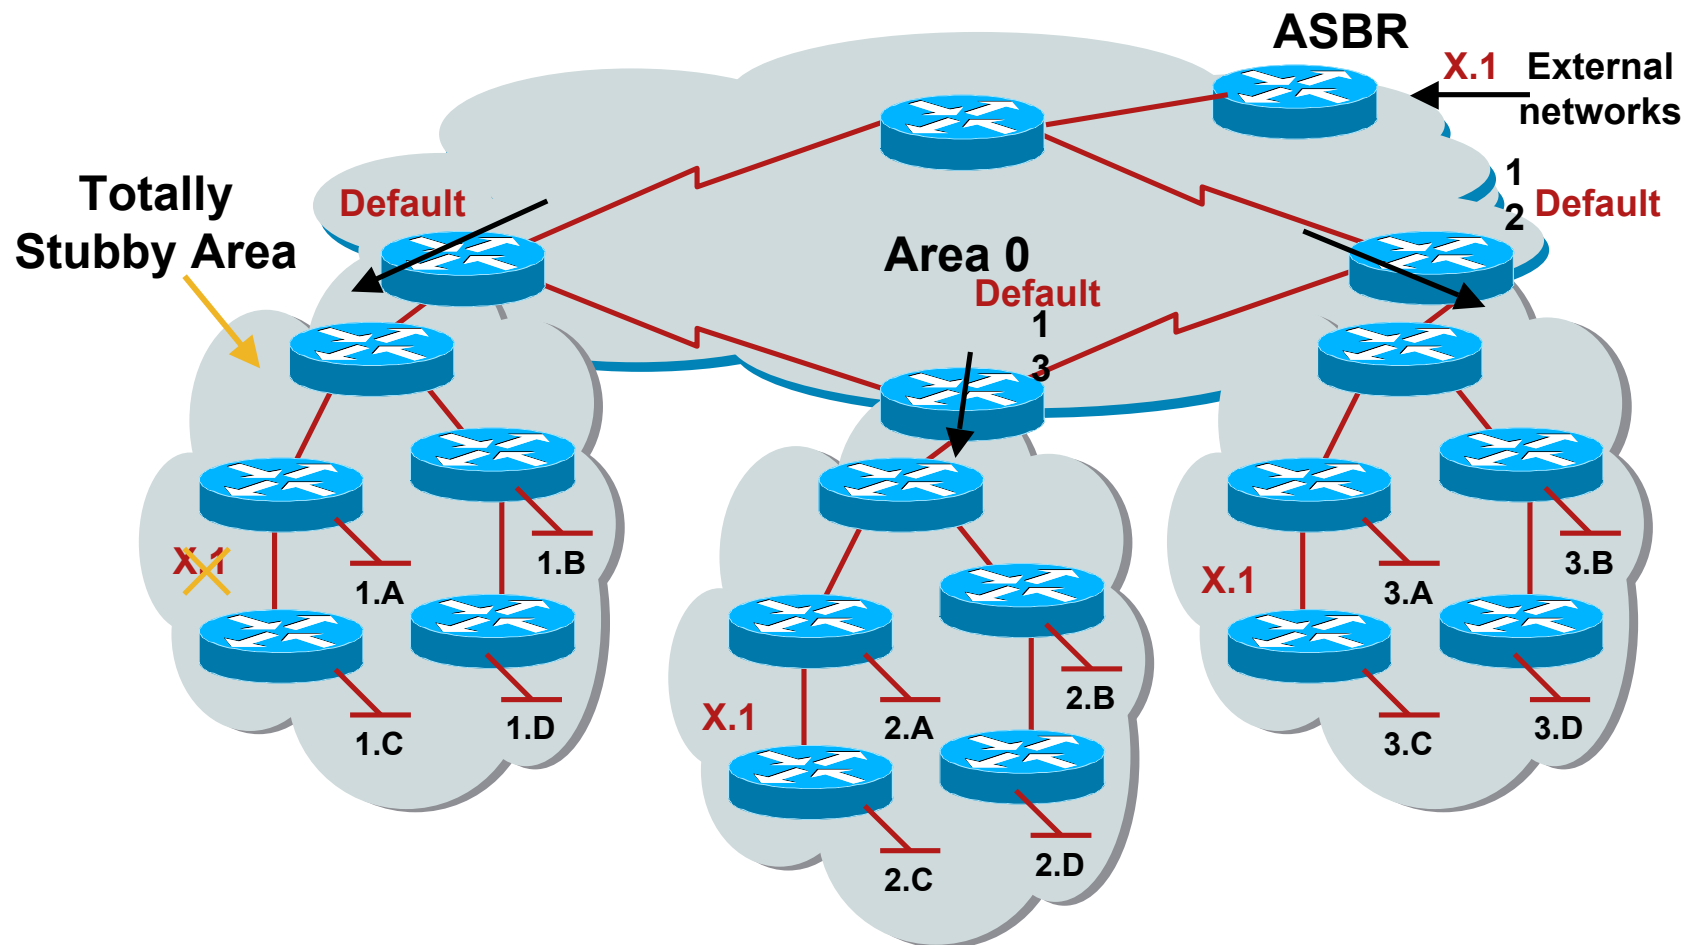 ASBR
X.1
External
networks
Totally
Stubby Area
Default
1
2
Default
Area 0
Default
1
3
X.1
1.A
1.B
1.C
1.D
X.1
2.A
2.B
2.C
2.D
X.1
3.A
3.B
3.C
3.D